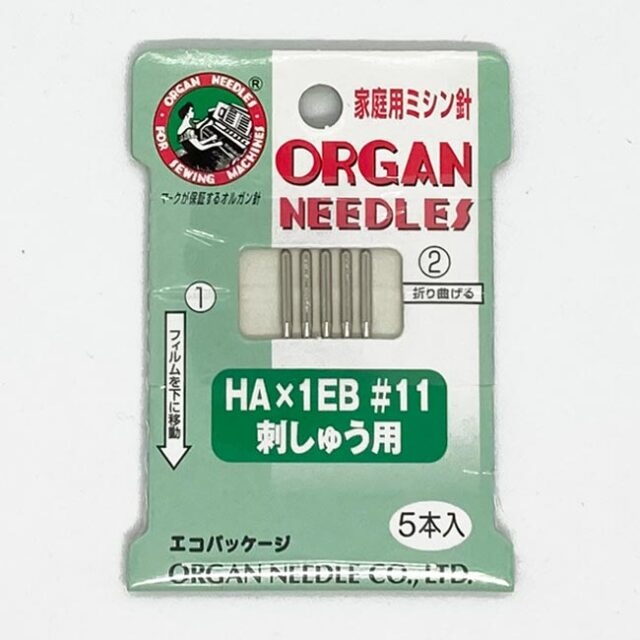 ORGAN NEEDLES
FOR SEWING MACHINES
®
マークが保証するオルガン針
家庭用ミシン針
ORGAN
NEEDLES
①
フィルムを下に移動
②
折り曲げる
HA×1EB #11
刺しゅう用
5本入
エコパッケージ
ORGAN NEEDLE CO., LTD.